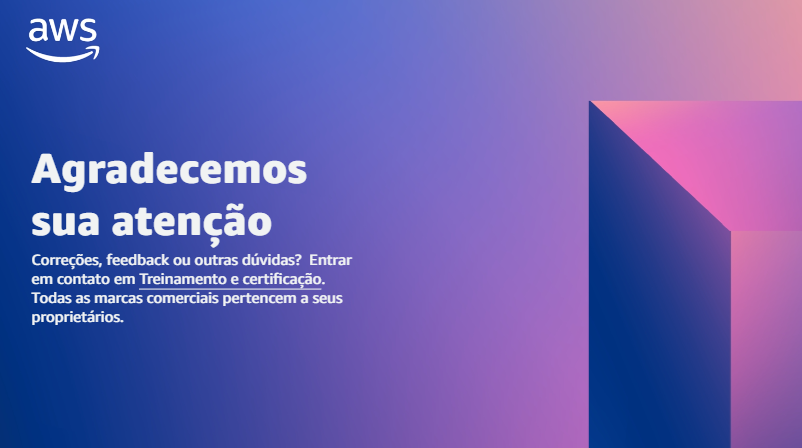 aws
Agradecemos
sua atenção
Correções, feedback ou outras dúvidas?  Entrar
em contato em Treinamento e certificação.
Todas as marcas comerciais pertencem a seus
proprietários.